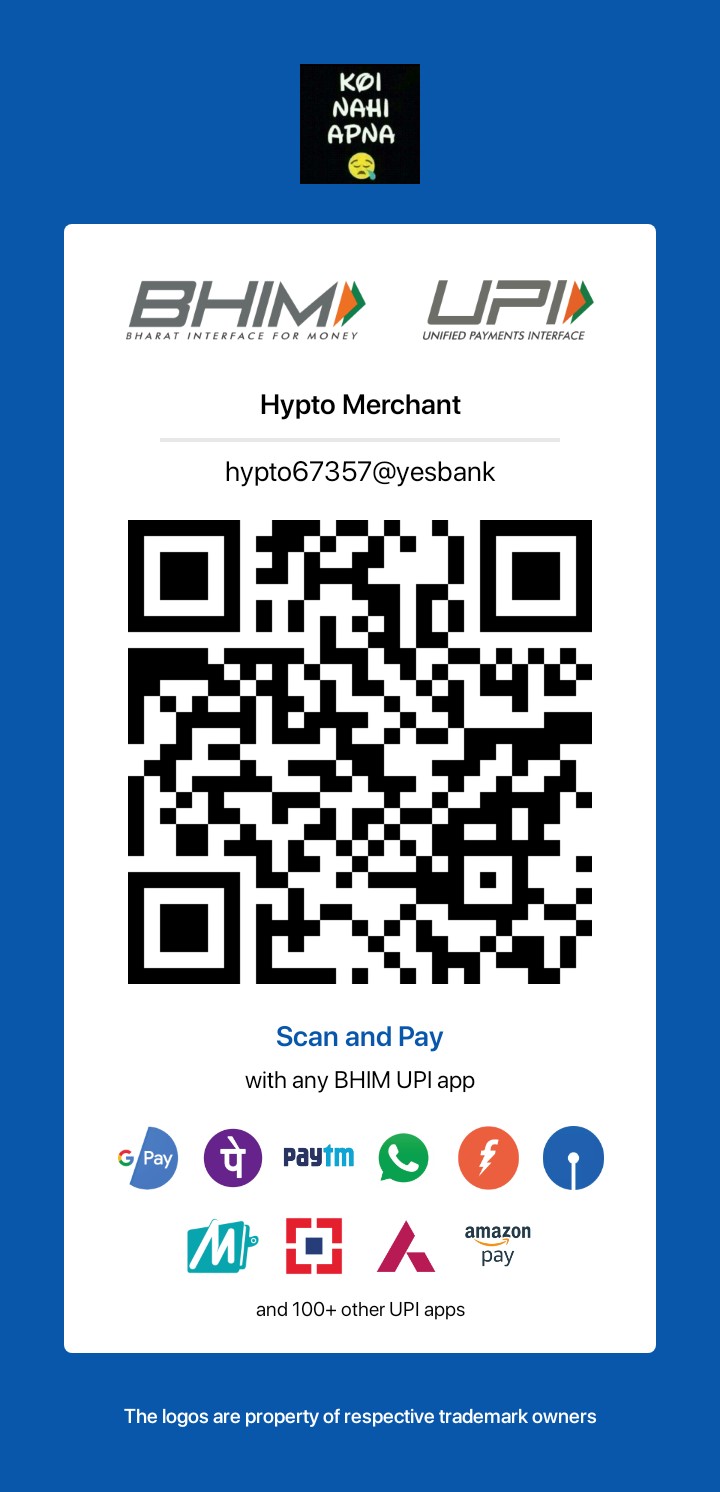 KØI
NAHI
APNA
BHIM UPI
BHARAT INTERFACE FOR MONEY UNIFIED PAYMENTS INTERFACE
Hypto Merchant
hypto67357@yesbank
Scan and Pay
with any BHIM UPI app
G Pay पे Paytm
M amazon pay
and 100+ other UPI apps
The logos are property of respective trademark owners